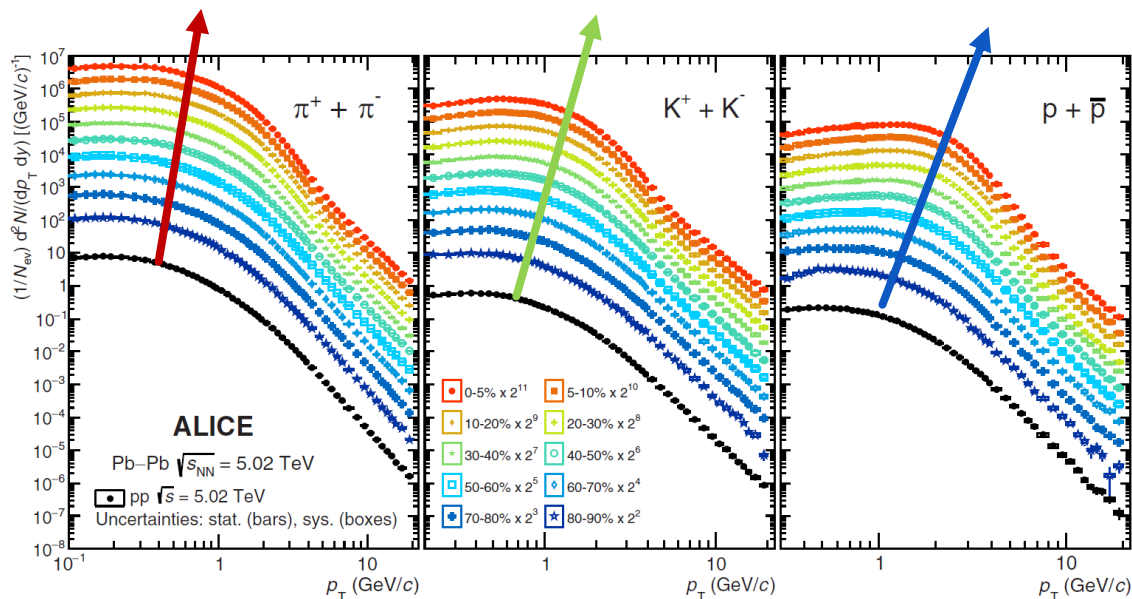 (1/N_ev) d²N/(dp_T dy) [(GeV/c)⁻¹]
10⁷
10⁶
10⁵
10⁴
10³
10²
10
1
10⁻¹
10⁻²
10⁻³
10⁻⁴
10⁻⁵
10⁻⁶
10⁻⁷
10⁻⁸
π⁺ + π⁻
ALICE
Pb–Pb √s_NN = 5.02 TeV
pp √s = 5.02 TeV
Uncertainties: stat. (bars), sys. (boxes)
10⁻¹ 1 10
p_T (GeV/c)
K⁺ + K⁻
0-5% x 2¹¹ 5-10% x 2¹⁰
10-20% x 2⁹ 20-30% x 2⁸
30-40% x 2⁷ 40-50% x 2⁶
50-60% x 2⁵ 60-70% x 2⁴
70-80% x 2³ 80-90% x 2²
1 10
p_T (GeV/c)
p + p̅
1 10
p_T (GeV/c)